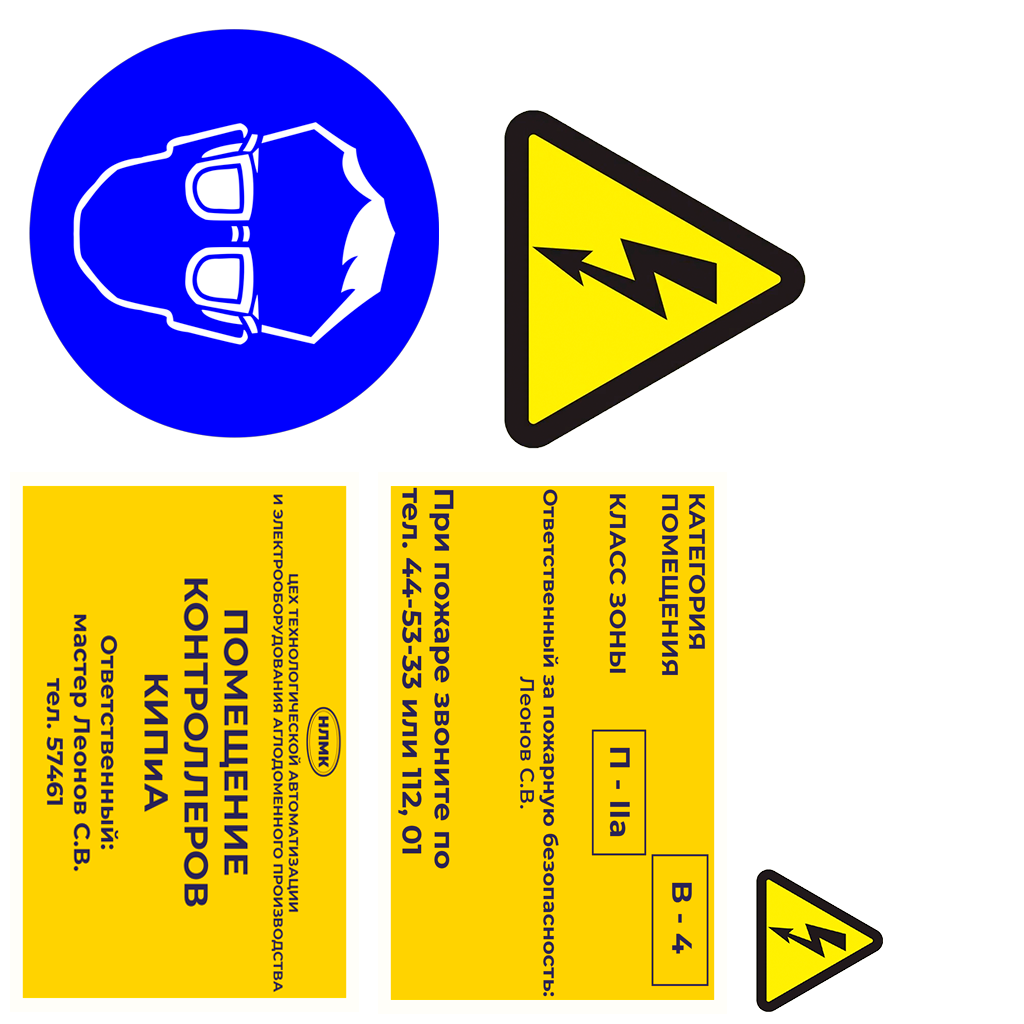 НЛМК
ЦЕХ ТЕХНОЛОГИЧЕСКОЙ АВТОМАТИЗАЦИИ
И ЭЛЕКТРООБОРУДОВАНИЯ АГЛОДОМЕННОГО ПРОИЗВОДСТВА
ПОМЕЩЕНИЕ
КОНТРОЛЛЕРОВ
КИПиА
Ответственный:
мастер Леонов С.В.
тел. 57461
КАТЕГОРИЯ
ПОМЕЩЕНИЯ
В - 4
КЛАСС ЗОНЫ
П - IIа
Ответственный за пожарную безопасность:
Леонов С.В.
При пожаре звоните по
тел. 44-53-33 или 112, 01